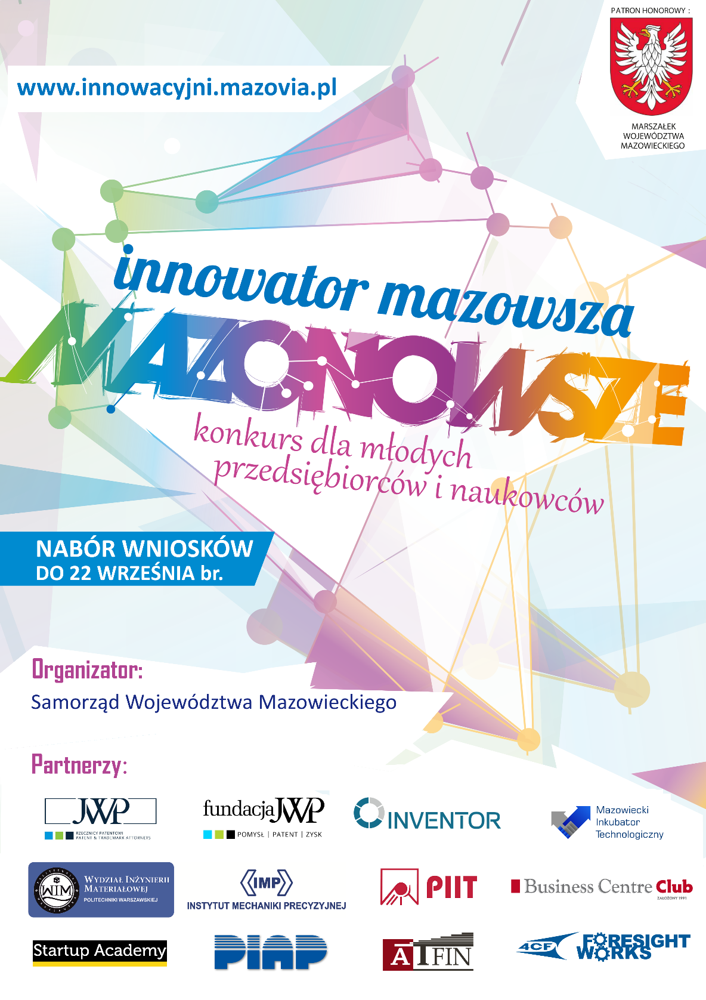 PATRON HONOROWY :
www.innowacyjni.mazovia.pl
MARSZAŁEK
WOJEWÓDZTWA
MAZOWIECKIEGO
innowator mazowsza
MAZONOWSZE
konkurs dla młodych
przedsiębiorców i naukowców
NABÓR WNIOSKÓW
DO 22 WRZEŚNIA br.
Organizator:
Samorząd Województwa Mazowieckiego
Partnerzy:
JWP
RZECZNICY PATENTOWI
PATENT & TRADEMARK ATTORNEYS
fundacjaJWP
POMYSŁ | PATENT | ZYSK
INVENTOR
Mazowiecki
Inkubator
Technologiczny
WIM
WYDZIAŁ INŻYNIERII
MATERIAŁOWEJ
POLITECHNIKI WARSZAWSKIEJ
IMP
INSTYTUT MECHANIKI PRECYZYJNEJ
PIIT
Business Centre Club
ZAŁOŻONY 1991
Startup Academy
PIAP
ATFIN
4CF
FORESIGHT
WORKS